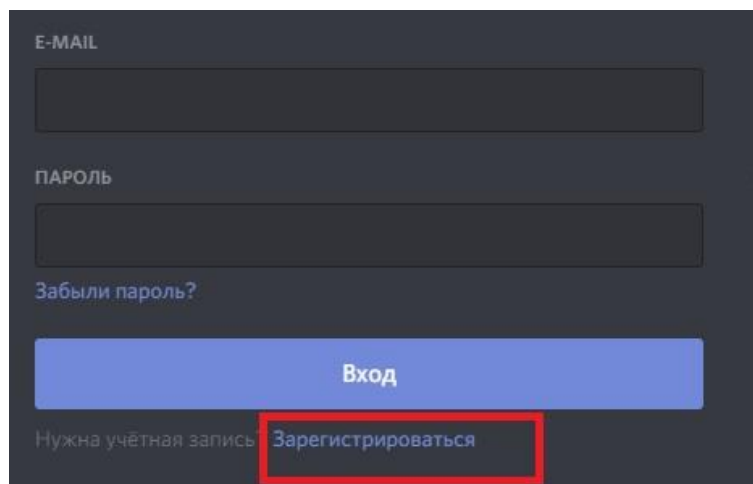 E-MAIL
ПАРОЛЬ
Забыли пароль?
Вход
Нужна учётная запись? Зарегистрироваться